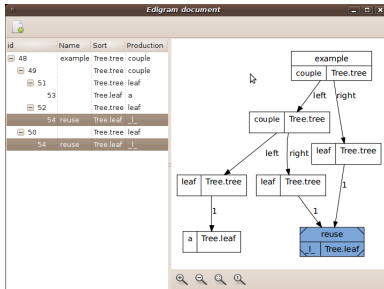 Edigram document
id Name Sort Production
48 example Tree.tree couple
49 Tree.tree couple
51 Tree.tree leaf
53 Tree.leaf a
52 Tree.tree leaf
54 reuse Tree.leaf _l_
50 Tree.tree leaf
54 reuse Tree.leaf _l_
example
couple Tree.tree
left right
couple Tree.tree
left right leaf Tree.tree
leaf Tree.tree leaf Tree.tree 1
1 1
a Tree.leaf
reuse
_l_ Tree.leaf